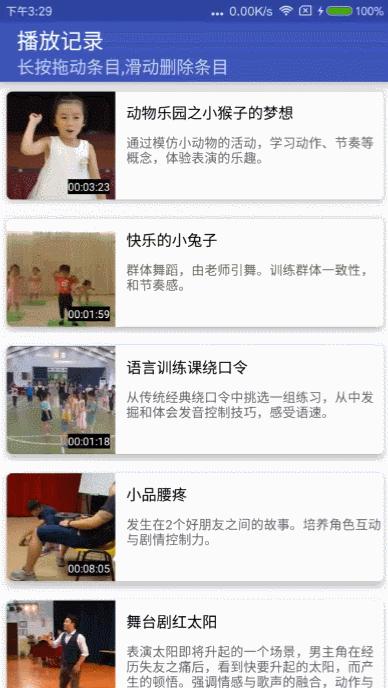 下午3:29
... 0.00K/s 100%
播放记录
长按拖动条目,滑动删除条目
动物乐园之小猴子的梦想
通过模仿小动物的活动，学习动作、节奏等
概念，体验表演的乐趣。
00:03:23
快乐的小兔子
群体舞蹈，由老师引舞。训练群体一致性，
和节奏感。
00:01:59
语言训练课绕口令
从传统经典绕口令中挑选一组练习，从中发
掘和体会发音控制技巧，感受语速。
00:01:18
小品腰疼
发生在2个好朋友之间的故事。培养角色互动
与剧情控制力。
00:08:05
舞台剧红太阳
表演太阳即将升起的一个场景，男主角在经
历失友之痛后，看到快要升起的太阳，而产
生的顿悟。强调情感与歌声的融合，动作与